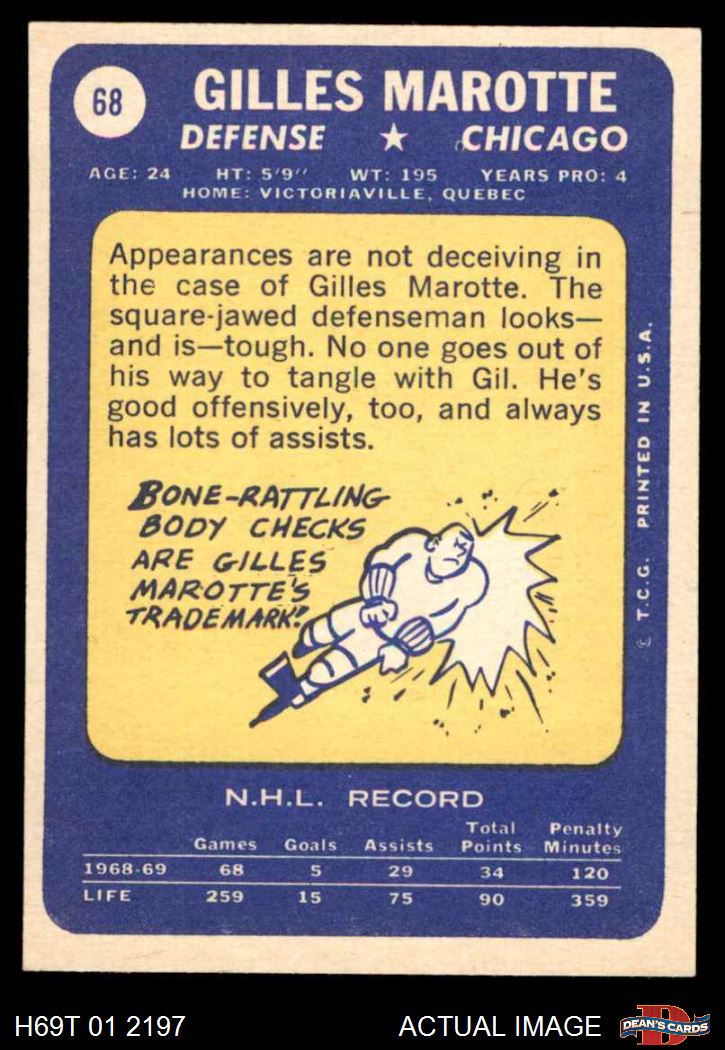 68
GILLES MAROTTE
DEFENSE ★ CHICAGO
AGE: 24 HT: 5'9'' WT: 195 YEARS PRO: 4
HOME: VICTORIAVILLE, QUEBEC
Appearances are not deceiving in
the case of Gilles Marotte. The
square-jawed defenseman looks—
and is—tough. No one goes out of
his way to tangle with Gil. He's
good offensively, too, and always
has lots of assists.
BONE-RATTLING
BODY CHECKS
ARE GILLES
MAROTTE'S
TRADEMARK!
© T.C.G. PRINTED IN U.S.A.
N.H.L. RECORD
Games Goals Assists Total Points Penalty Minutes
1968-69 68 5 29 34 120
LIFE 259 15 75 90 359
H69T 01 2197
ACTUAL IMAGE
D
DEAN'S CARDS